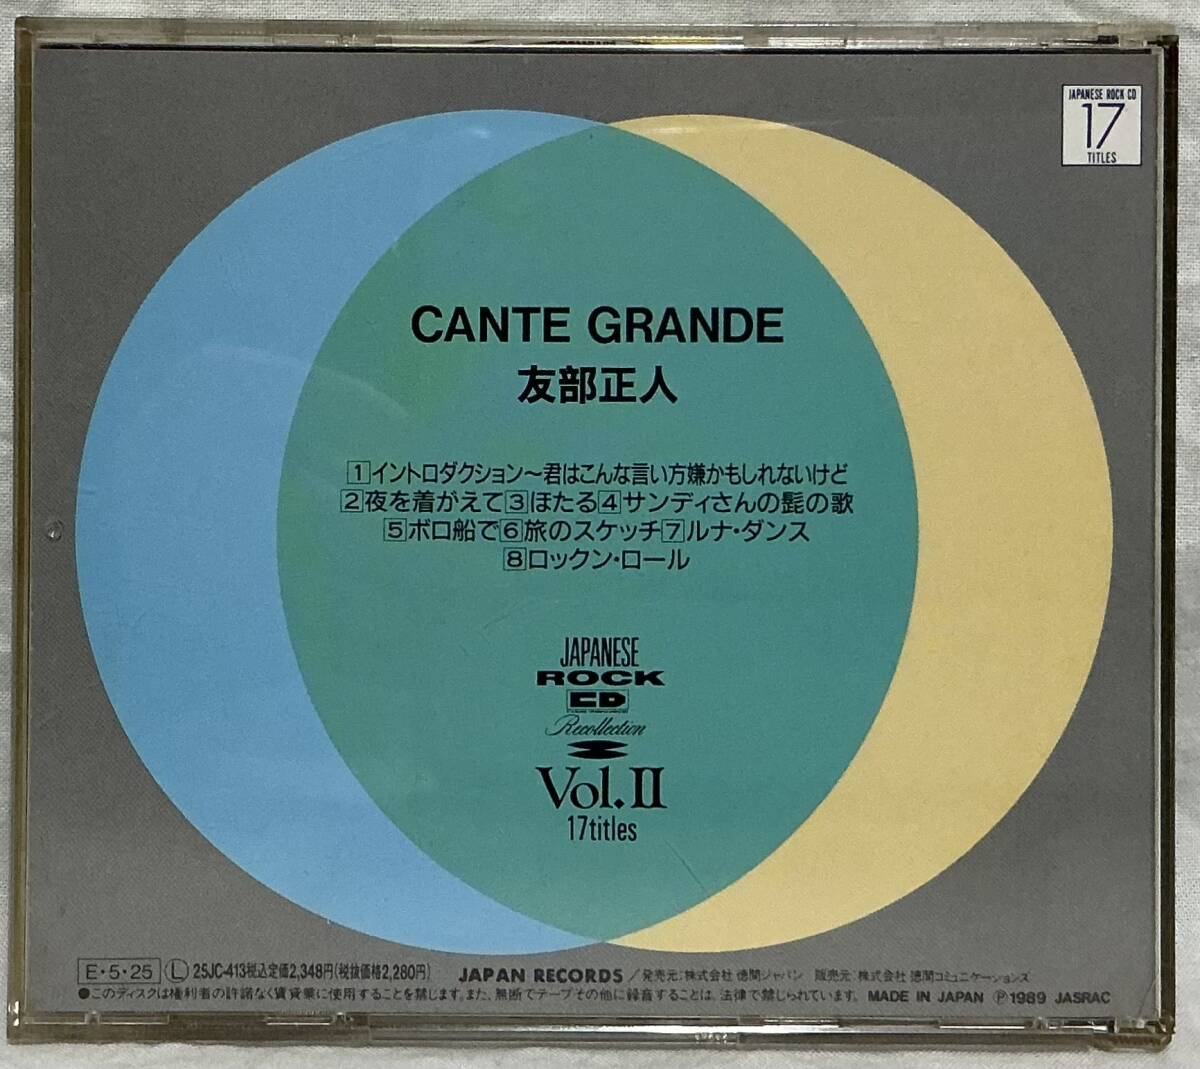 JAPANESE ROCK CD
17
TITLES
CANTE GRANDE
友部正人
1イントロダクション〜君はこんな言い方嫌かもしれないけど
2夜を着がえて3ほたる4サンディさんの髭の歌
5ボロ船で6旅のスケッチ7ルナ・ダンス
8ロックン・ロール
JAPANESE
ROCK
CD
Recollection
Vol.II
17titles
E・5・25 Ⓛ 25JC-413税込定価2,348円(税抜価格2,280円) JAPAN RECORDS／発売元:株式会社 徳間ジャパン 販売元:株式会社 徳間コミュニケーションズ
●このディスクは権利者の許諾なく賃貸業に使用することを禁じます。また、無断でテープその他に録音することは、法律で禁じられています。 MADE IN JAPAN Ⓟ1989 JASRAC